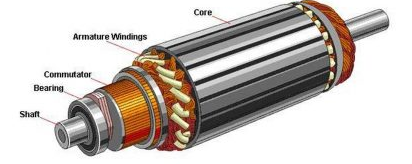 Core
Armature Windings
Commutator
Bearing
Shaft